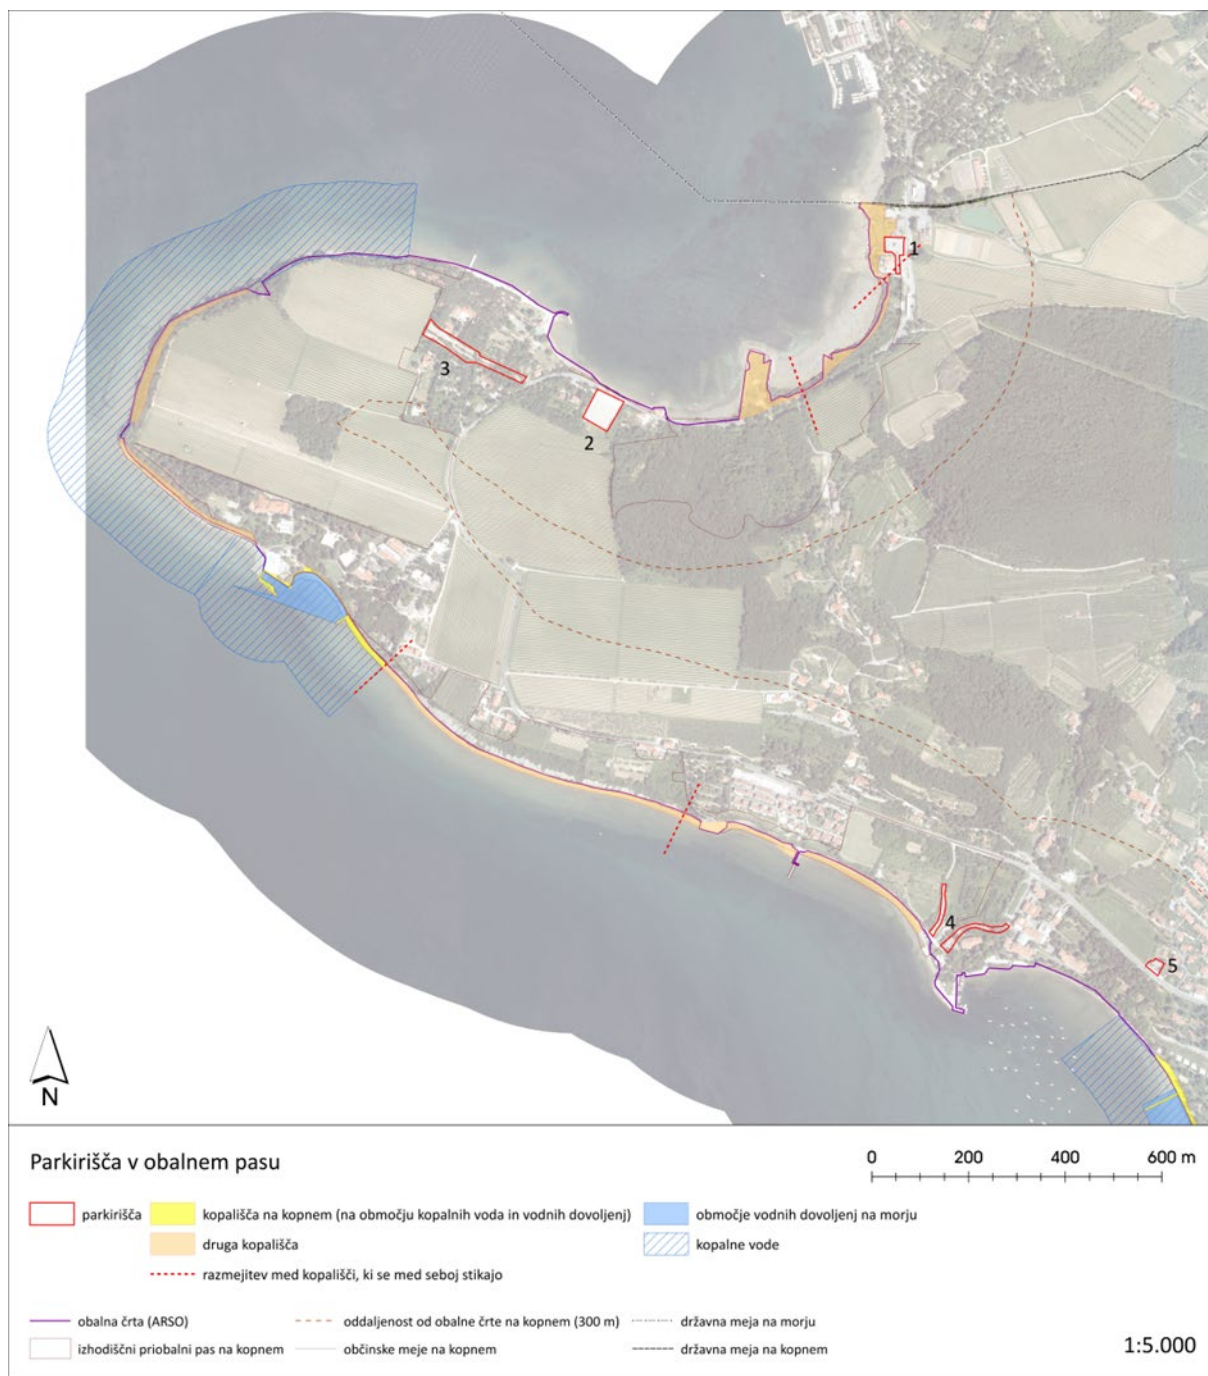 1
3
2
4
5
N
Parkirišča v obalnem pasu
0 200 400 600 m
parkirišča
kopališča na kopnem (na območju kopalnih voda in vodnih dovoljenj)
območje vodnih dovoljenj na morju
druga kopališča
kopalne vode
razmejitev med kopališči, ki se med seboj stikajo
obalna črta (ARSO)
oddaljenost od obalne črte na kopnem (300 m)
državna meja na morju
izhodiščni priobalni pas na kopnem
občinske meje na kopnem
državna meja na kopnem
1:5.000